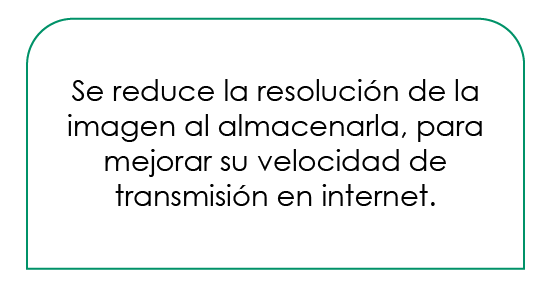 Se reduce la resolución de la
imagen al almacenarla, para
mejorar su velocidad de
transmisión en internet.